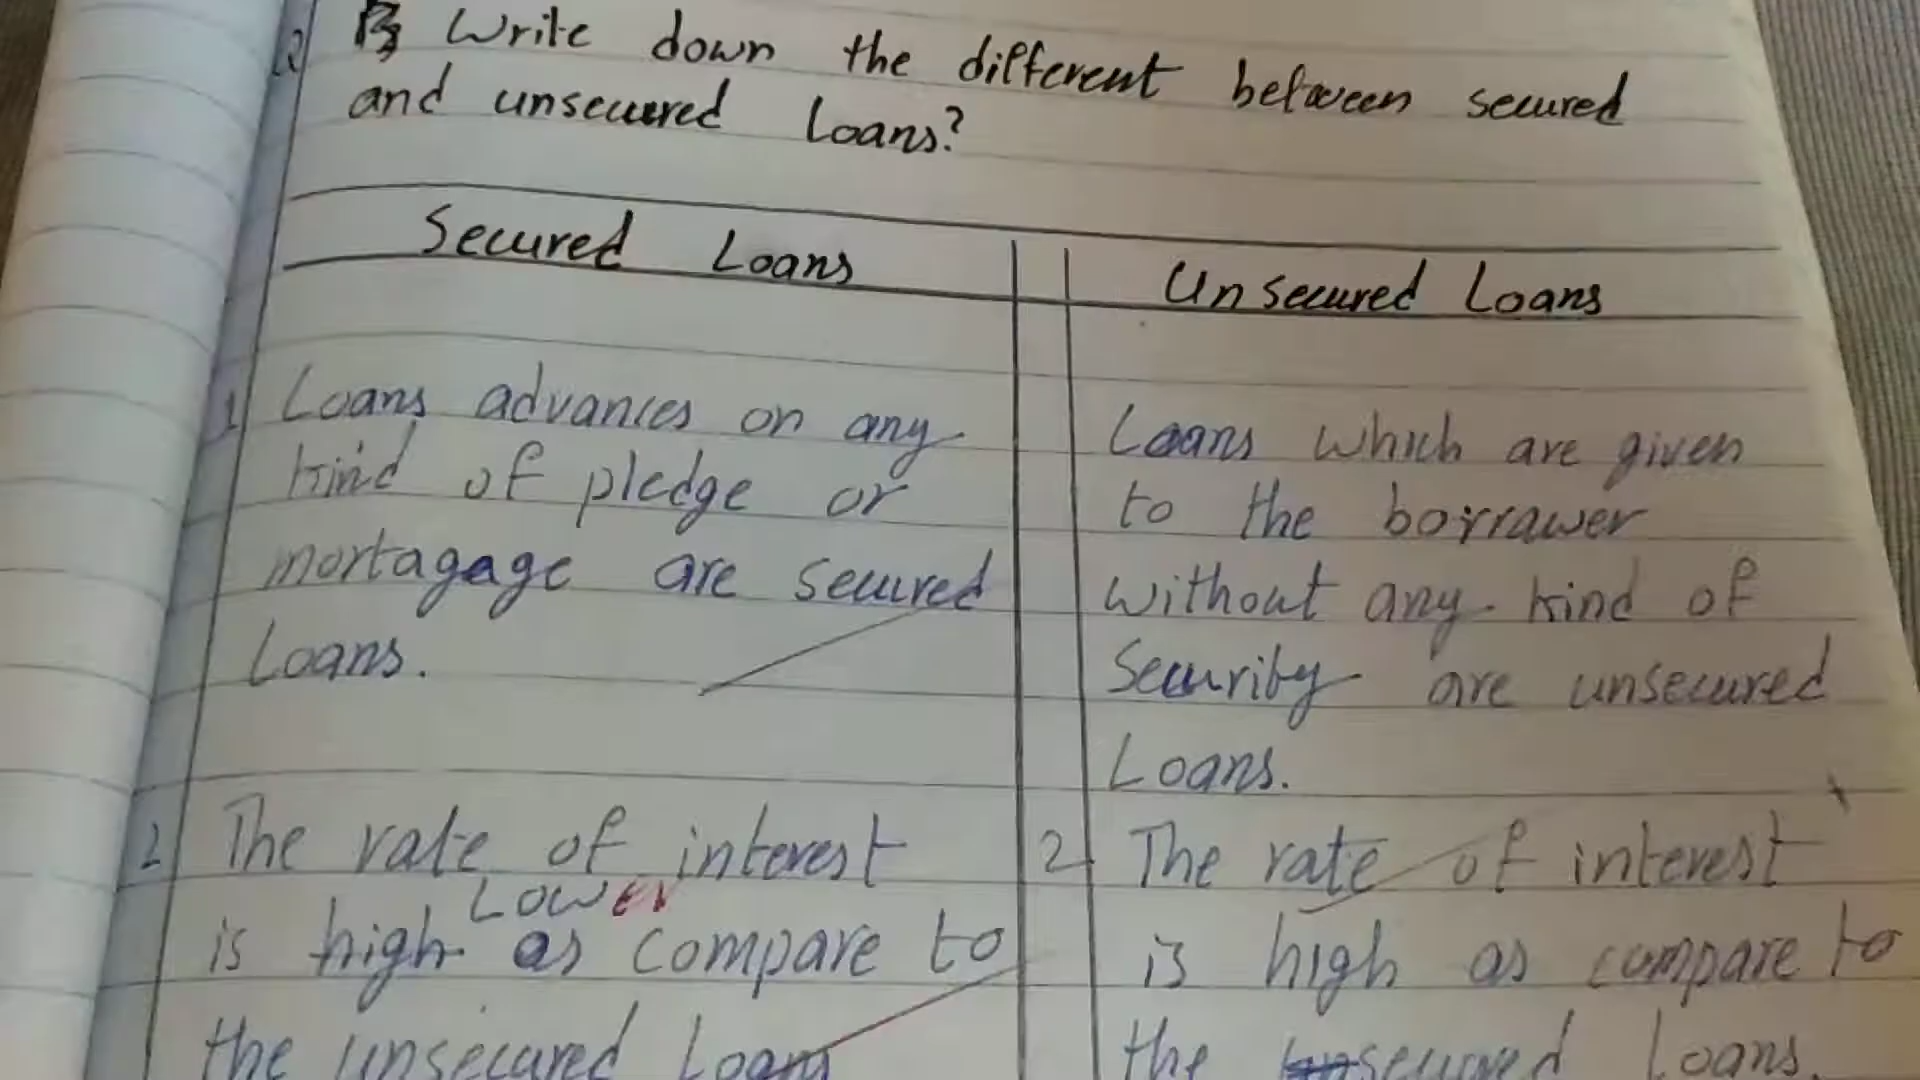 Q Write down the different between secured
and unsecured Loans?
Secured Loans
Unsecured Loans
1 Loans advances on any
kind of pledge or
mortagage are secured
Loans.
Loans which are given
to the borrawer
without any kind of
Security are unsecured
Loans.
2 The rate of interest
LOWER
is high as compare to
the unsecured Loans
2 The rate of interest
is high as compare to
the unsecured Loans.